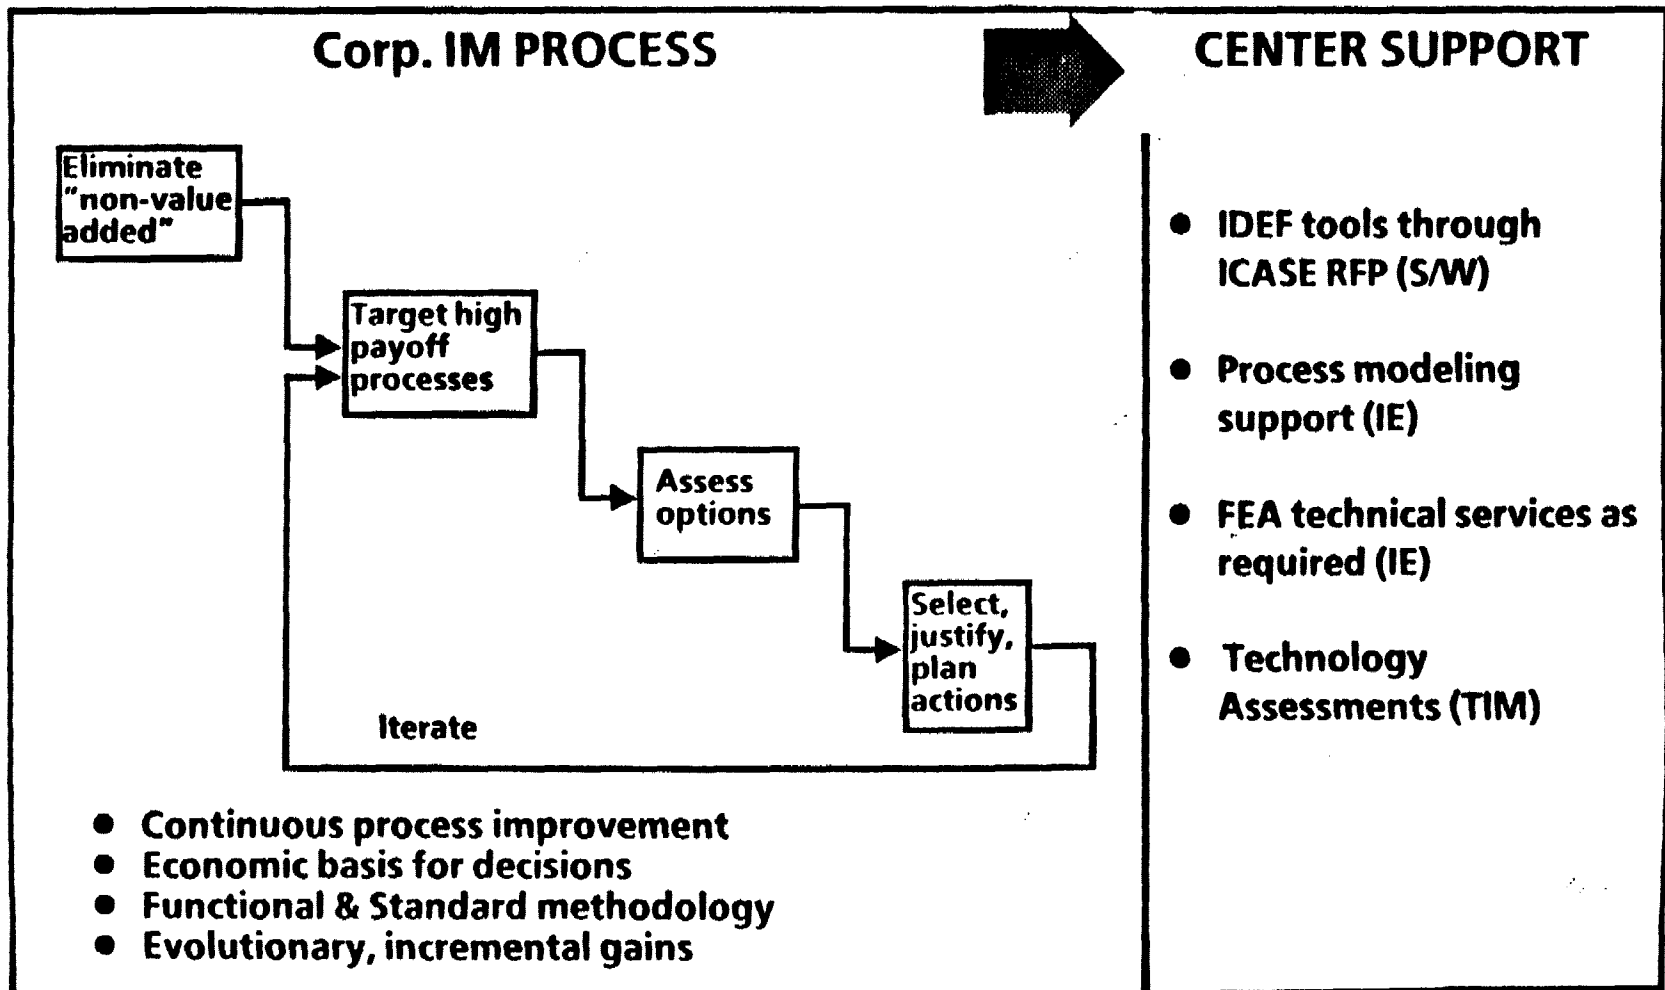 Corp. IM PROCESS
CENTER SUPPORT
Eliminate
"non-value
added"
Target high
payoff
processes
Assess
options
Select,
justify,
plan
actions
Iterate
● Continuous process improvement
● Economic basis for decisions
● Functional & Standard methodology
● Evolutionary, incremental gains
● IDEF tools through
ICASE RFP (S/W)
● Process modeling
support (IE)
● FEA technical services as
required (IE)
● Technology
Assessments (TIM)